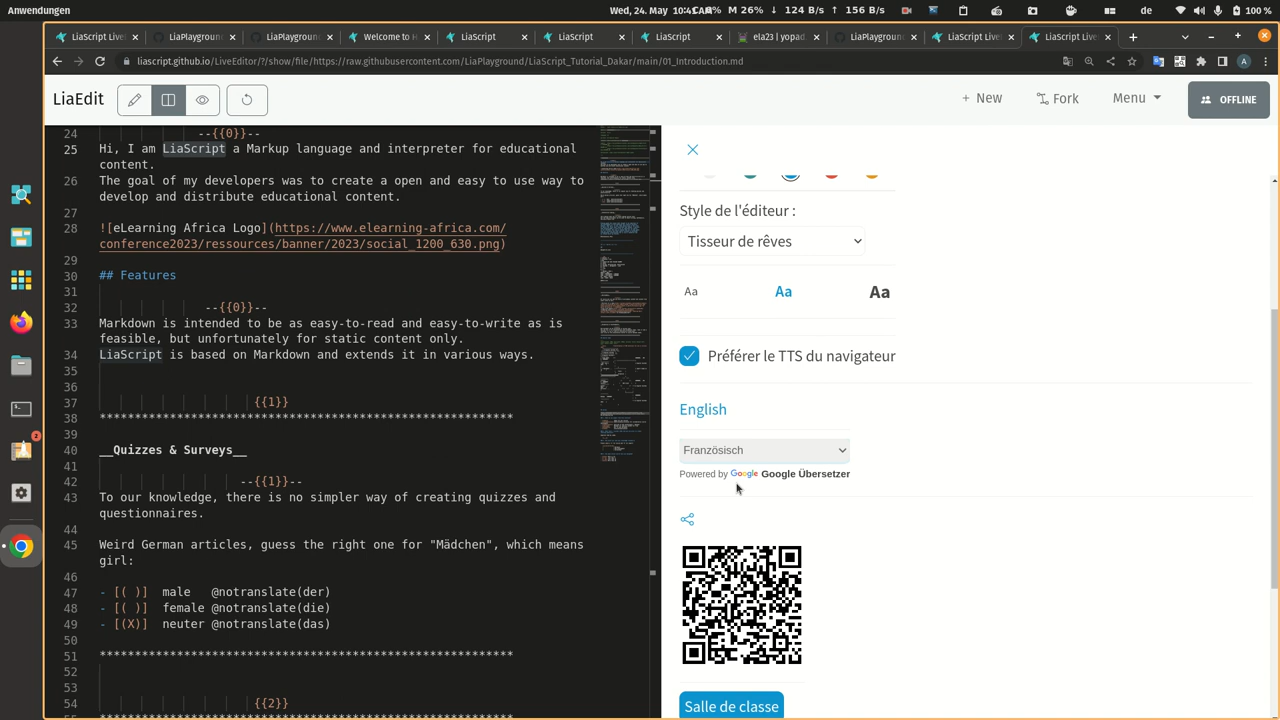 Anwendungen
Wed, 24. May
M 26% ↓ 124 B/s ↑ 156 B/s
de
100 %
LiaScript Live
LiaPlayground
LiaPlayground
Welcome to H
LiaScript
LiaScript
LiaScript
ela23 | yopad
LiaPlayground
LiaScript Live
LiaScript Live
liascript.github.io/LiveEditor/?/show/file/https://raw.githubusercontent.com/LiaPlayground/LiaScript_Tutorial_Dakar/main/01_Introduction.md
A
LiaEdit
+ New
Fork
Menu
OFFLINE
24 --{{0}}--
25 Hi, I am LiaScript a Markup language and interpreter for educational
content.
26 The goal of my developers was to create an open and easy to use way to
develop and distribute educational content.
27
28 ![eLearning Africa Logo](https://www.elearning-africa.com/
conference2023/ressources/banner/2023/social_1200_630.png)
29
30 ## Features
31
32 --{{0}}--
33 Markdown is intended to be as easy-to-read and easy-to-write as is
feasible, but unfortunately for static content only.
34 LiaScript is based on Markdown and extends it in various ways.
35
36
37 {{1}}
38 **********************************************************
39
40 __Quizzes & Surveys__
41
42 --{{1}}--
43 To our knowledge, there is no simpler way of creating quizzes and
questionnaires.
44
45 Weird German articles, guess the right one for "Mädchen", which means
girl:
46
47 - [( )] male @notranslate(der)
48 - [( )] female @notranslate(die)
49 - [(X)] neuter @notranslate(das)
50
51 **********************************************************
52
53
54 {{2}}
55 **********************************************************
Style de l'éditeur :
Tisseur de rêves
Aa
Aa
Aa
Préférer le TTS du navigateur
English
Französisch
Powered by Google Google Übersetzer
Salle de classe